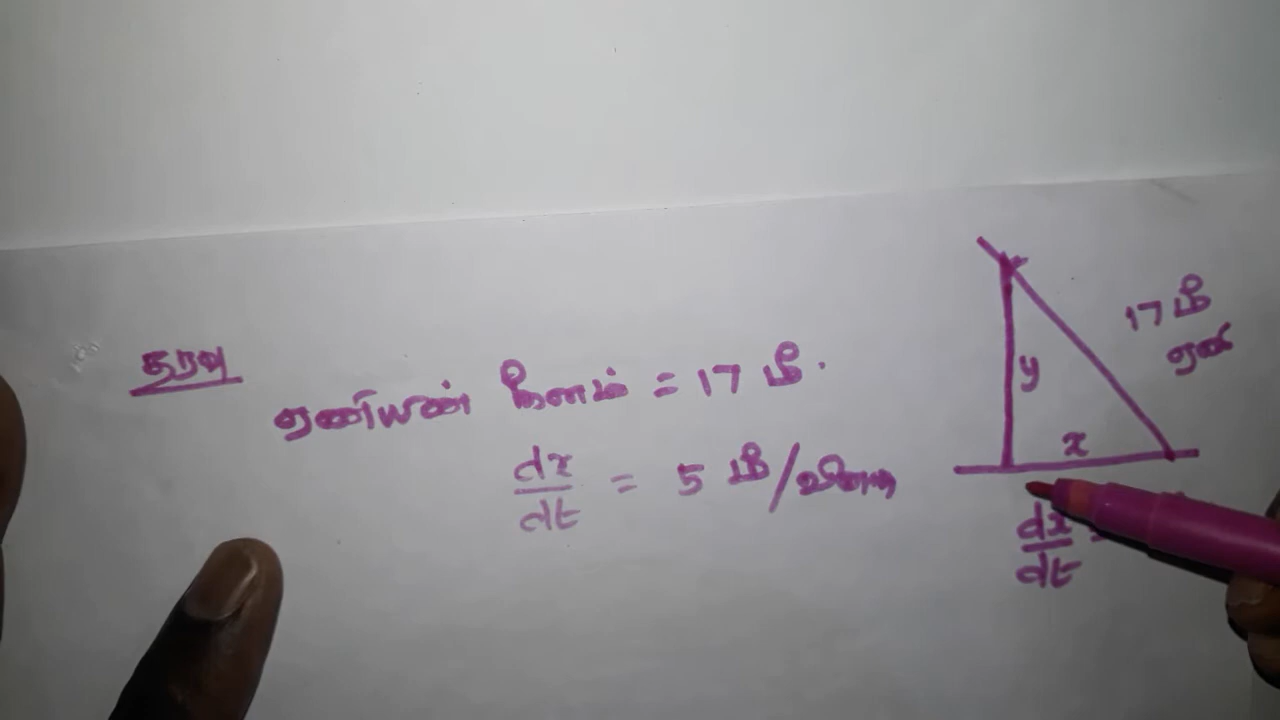 தரவு
ஏணியின் நீளம் = 17 மீ.
dx/dt = 5 மீ/வினாடி
17 மீ
ஏணி
y
x
dx/dt =